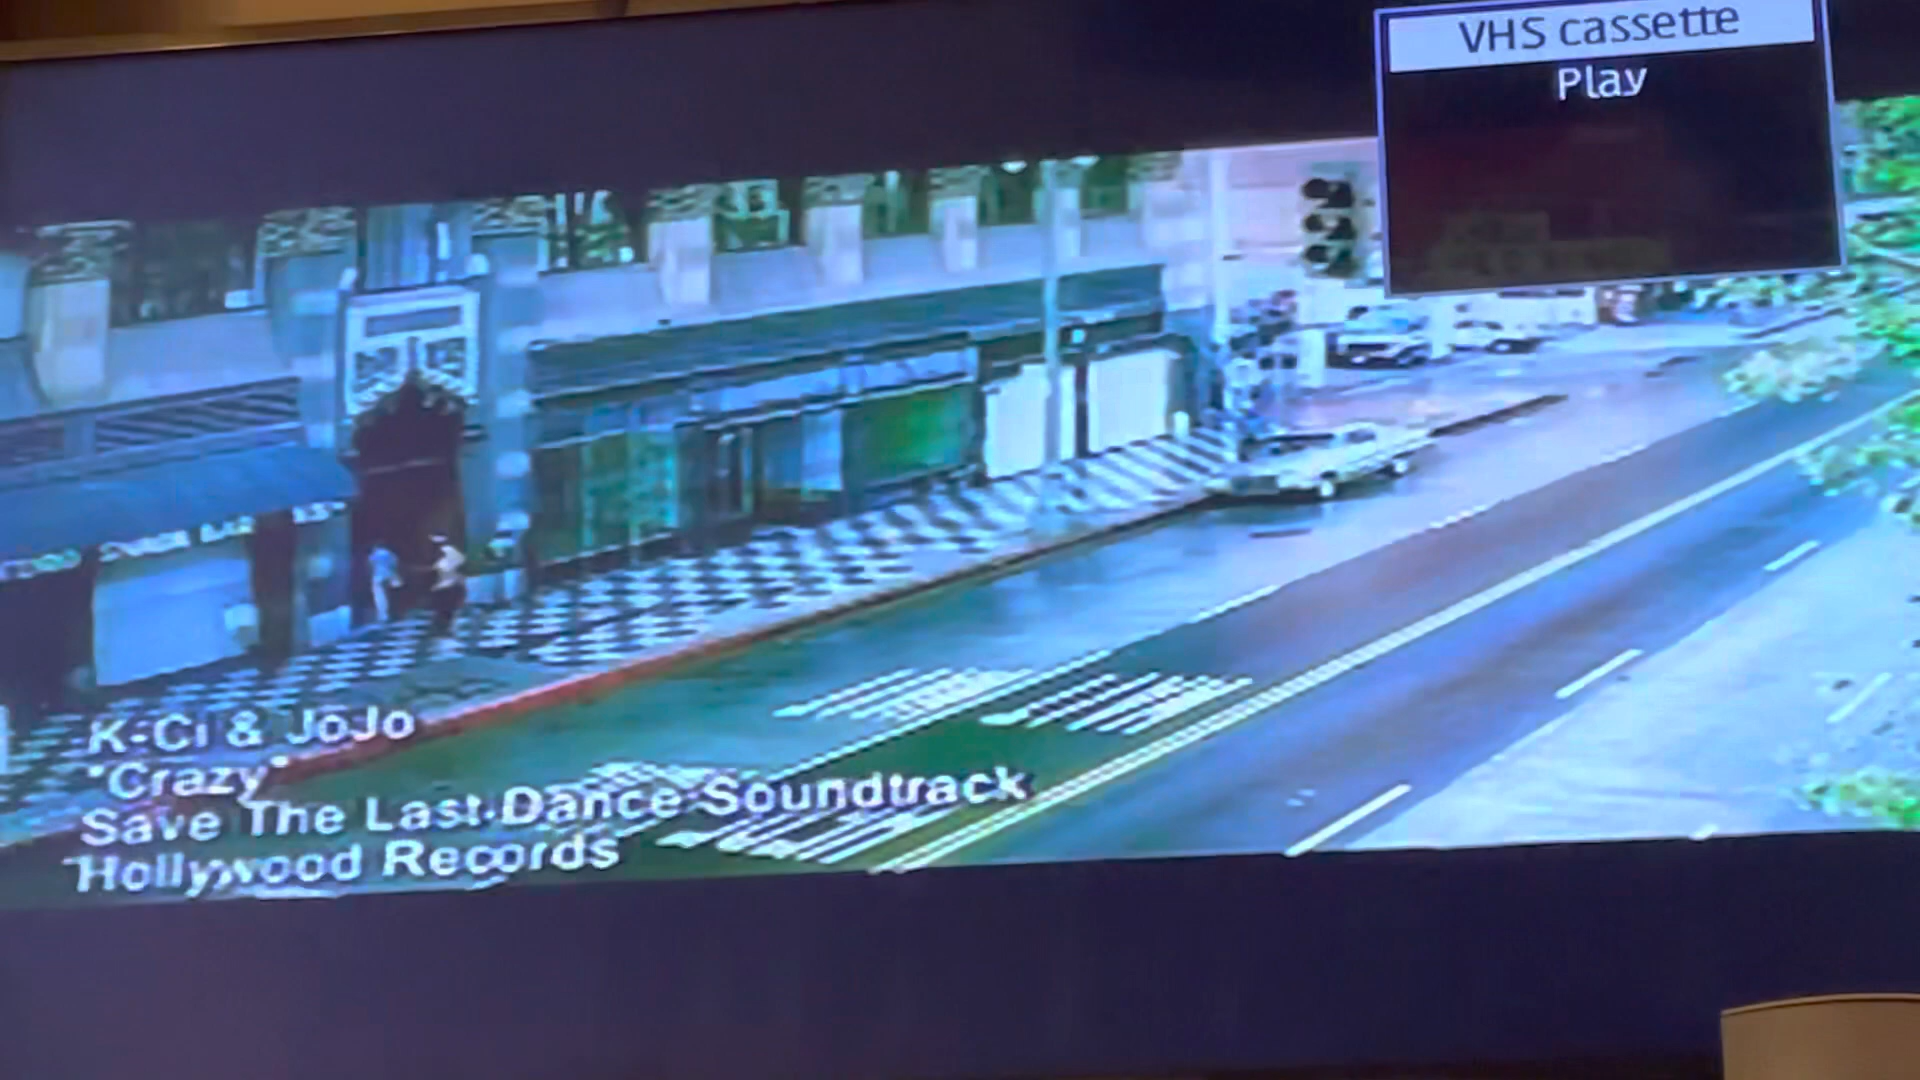 VHS cassette
Play
K-Ci & JoJo
"Crazy"
Save The Last Dance Soundtrack
Hollywood Records